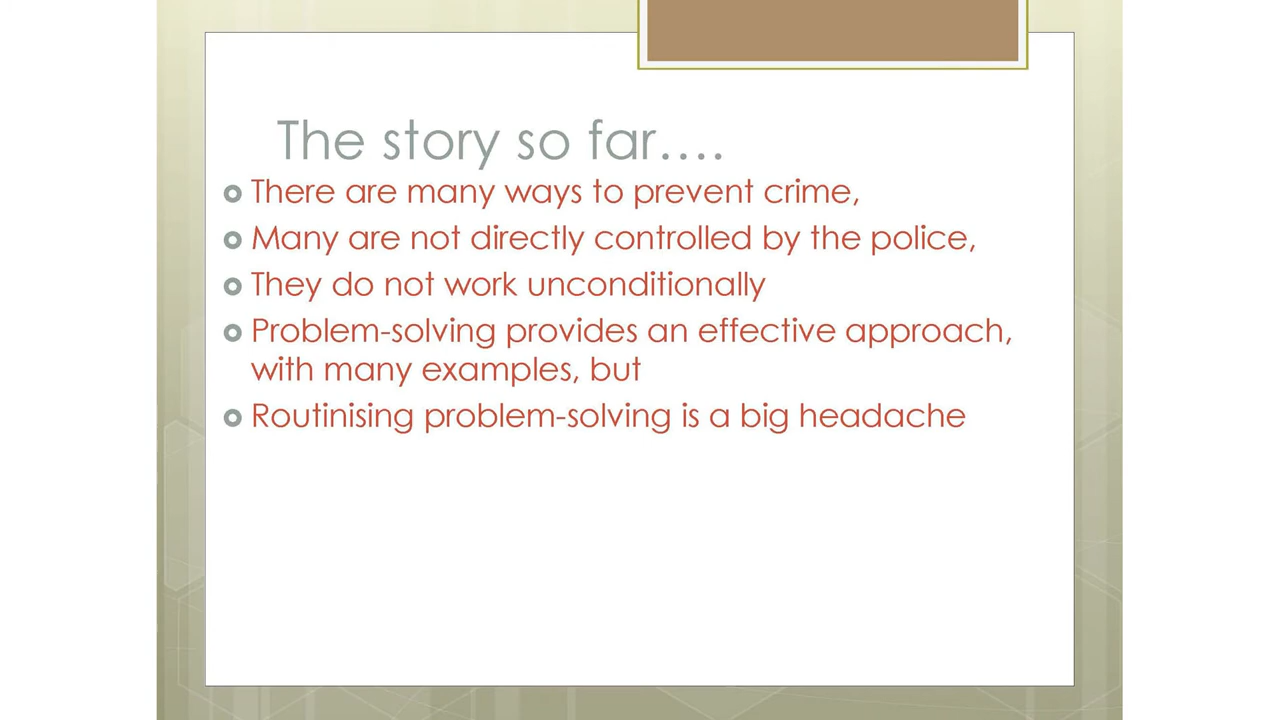 The story so far....
There are many ways to prevent crime,
Many are not directly controlled by the police,
They do not work unconditionally
Problem-solving provides an effective approach,
with many examples, but
Routinising problem-solving is a big headache